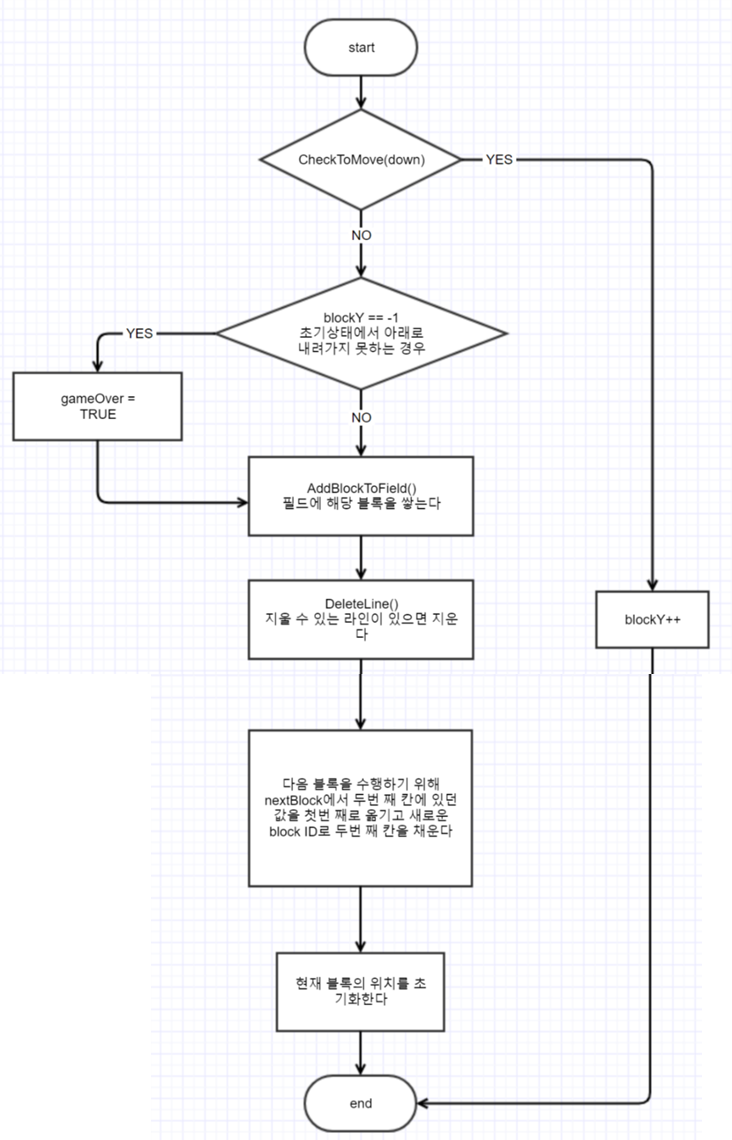 start
CheckToMove(down)
YES
NO
blockY == -1
초기상태에서 아래로
내려가지 못하는 경우
YES
gameOver =
TRUE
NO
AddBlockToField()
필드에 해당 블록을 쌓는다
DeleteLine()
지울 수 있는 라인이 있으면 지운
다
blockY++
다음 블록을 수행하기 위해
nextBlock에서 두번 째 칸에 있던
값을 첫번 째로 옮기고 새로운
block ID로 두번 째 칸을 채운다
현재 블록의 위치를 초
기화한다
end